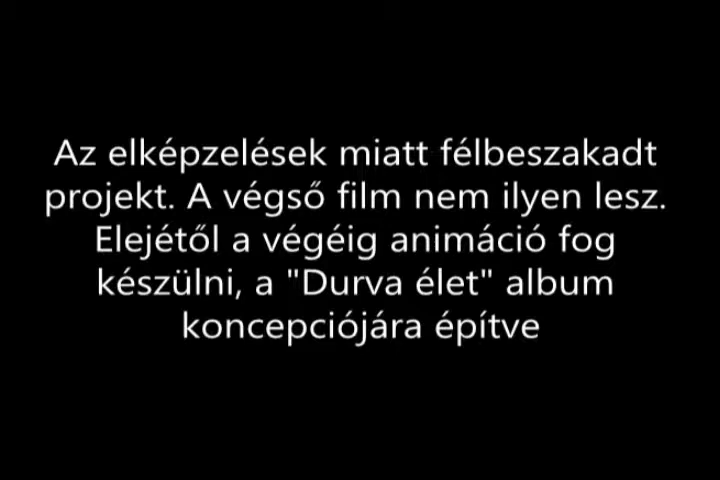 Az elképzelések miatt félbeszakadt
projekt. A végső film nem ilyen lesz.
Elejétől a végéig animáció fog
készülni, a "Durva élet" album
koncepciójára építve